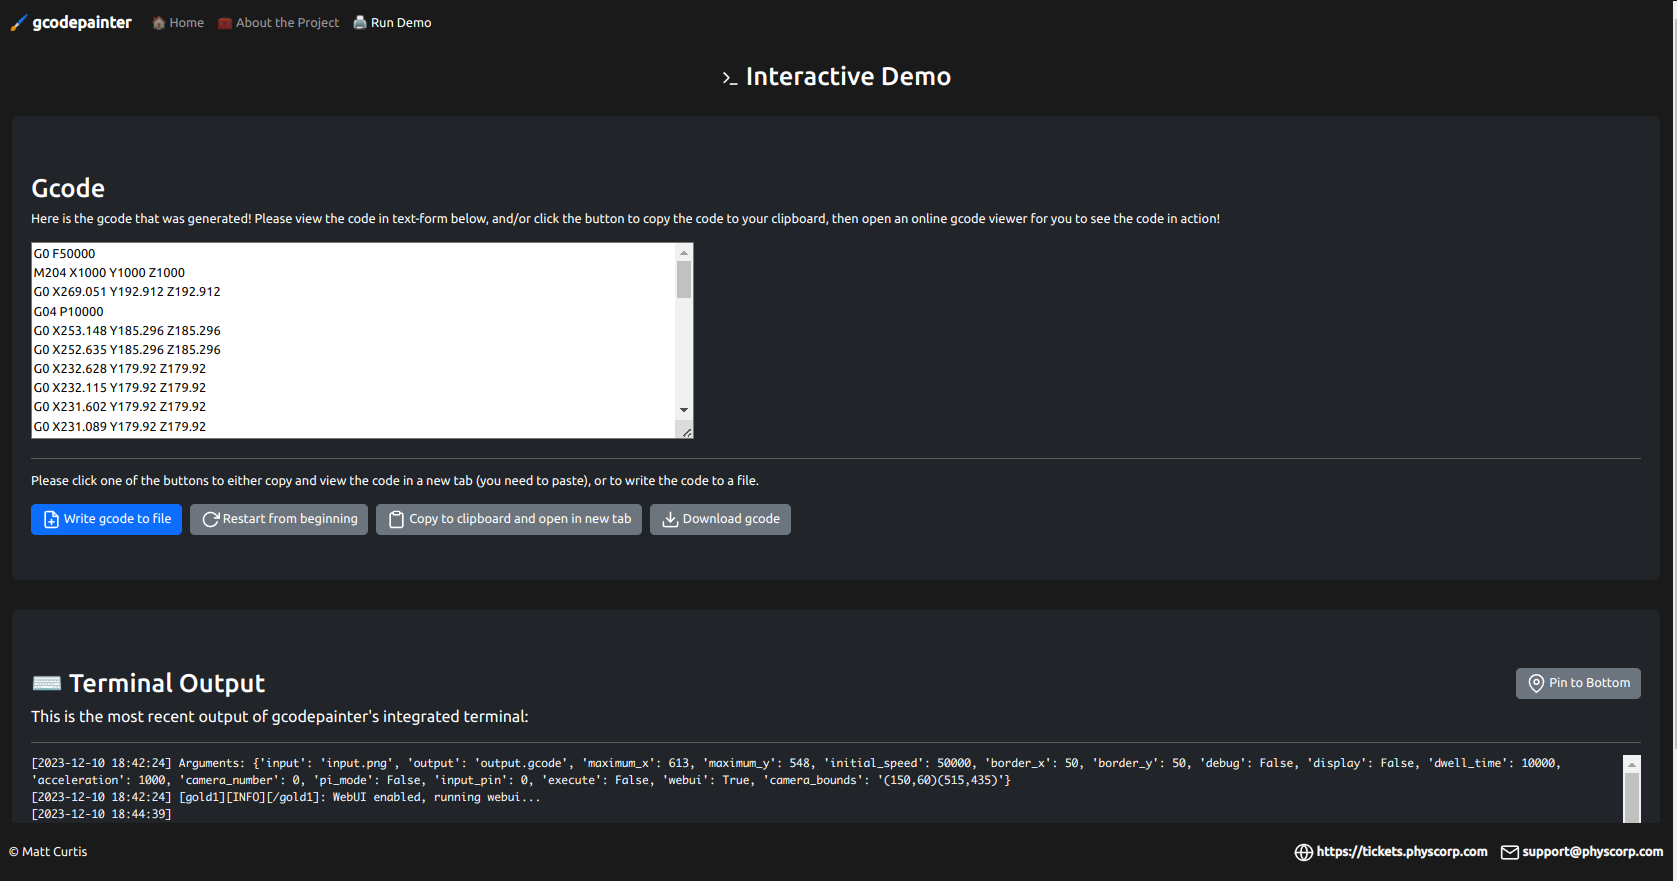 gcodepainter Home About the Project Run Demo
Interactive Demo
Gcode
Here is the gcode that was generated! Please view the code in text-form below, and/or click the button to copy the code to your clipboard, then open an online gcode viewer for you to see the code in action!
G0 F50000
M204 X1000 Y1000 Z1000
G0 X269.051 Y192.912 Z192.912
G04 P10000
G0 X253.148 Y185.296 Z185.296
G0 X252.635 Y185.296 Z185.296
G0 X232.628 Y179.92 Z179.92
G0 X232.115 Y179.92 Z179.92
G0 X231.602 Y179.92 Z179.92
G0 X231.089 Y179.92 Z179.92
Please click one of the buttons to either copy and view the code in a new tab (you need to paste), or to write the code to a file.
Write gcode to file Restart from beginning Copy to clipboard and open in new tab Download gcode
Terminal Output
Pin to Bottom
This is the most recent output of gcodepainter's integrated terminal:
[2023-12-10 18:42:24] Arguments: {'input': 'input.png', 'output': 'output.gcode', 'maximum_x': 613, 'maximum_y': 548, 'initial_speed': 50000, 'border_x': 50, 'border_y': 50, 'debug': False, 'display': False, 'dwell_time': 10000,
'acceleration': 1000, 'camera_number': 0, 'pi_mode': False, 'input_pin': 0, 'execute': False, 'webui': True, 'camera_bounds': '(150,60)(515,435)'}
[2023-12-10 18:42:24] [gold1][INFO][/gold1]: WebUI enabled, running webui...
[2023-12-10 18:44:39]
© Matt Curtis
https://tickets.physcorp.com support@physcorp.com